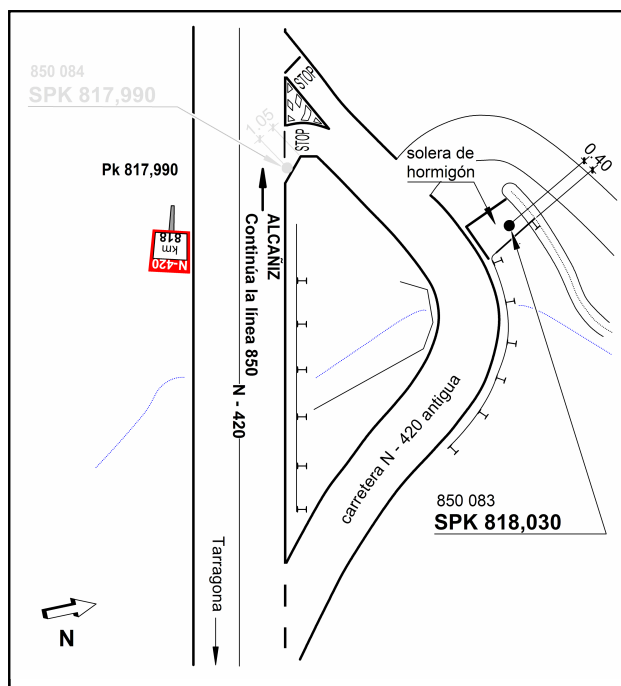 850 084
SPK 817,990
1.05
STOP
STOP
Pk 817,990
solera de
hormigón
0.40
ALCAÑIZ
Continúa la línea 850
N-420
km
818
N - 420
carretera N - 420 antigua
850 083
SPK 818,030
Tarragona
N